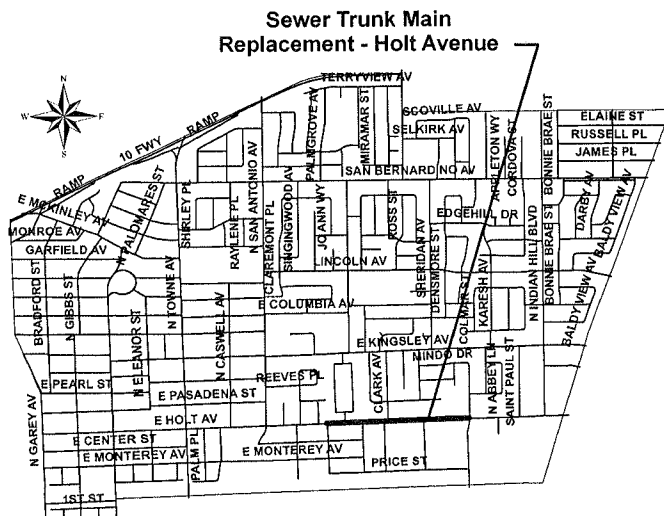 Sewer Trunk Main
Replacement - Holt Avenue
N
W
E
S
TERRYVIEW AV
RAMP
10 FWY
RAMP
PALMGROVE AV
MIRAMAR ST
SCOVILLE AV
SELKIRK AV
APPLETON WY
CORDOVA ST
BONNIE BRAE ST
ELAINE ST
RUSSELL PL
JAMES PL
SAN BERNARDINO AV
E MCKINLEY AV
MONROE AV
GARFIELD AV
N PALOMARES ST
SHIRLEY PL
RAYLENE PL
N SAN ANTONIO AV
CLAREMONT PL
SINGINGWOOD AV
JO ANN WY
ROSS ST
LINCOLN AV
SHERIDAN AV
DENSMORE ST
EDGEHILL DR
COLMAR ST
KARESH AV
N INDIAN HILL BLVD
BONNIE BRAE ST
DARBY AV
BALDY VIEW AV
BALDY VIEW AV
BRADFORD ST
N GIBBS ST
N ELEANOR ST
N TOWNE AV
N CASWELL AV
E COLUMBIA AV
E KINGSLEY AV
MINDO DR
REEVES PL
CLARK AV
N ABBEY LN
SAINT PAUL ST
E PEARL ST
E PASADENA ST
N GAREY AV
E HOLT AV
E CENTER ST
E MONTEREY AV
PALM PL
E MONTEREY AV
PRICE ST
1ST ST